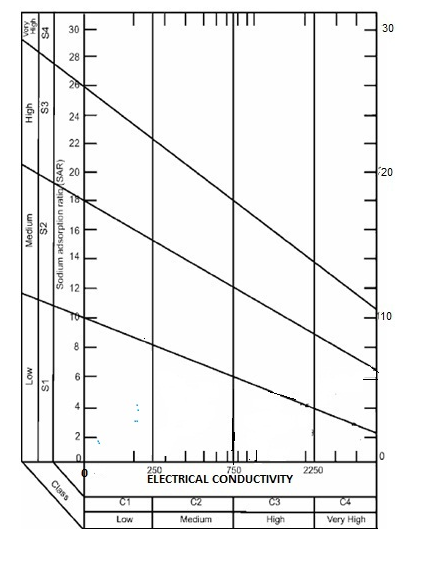 Very High
S4
High
S3
Medium
S2
Low
S1
Class
Sodium adsorption ratio (SAR)
30
28
26
24
22
20
18
16
14
12
10
8
6
4
2
0
30
20
10
0
0 250 750 2250
ELECTRICAL CONDUCTIVITY
C1 C2 C3 C4
Low Medium High Very High